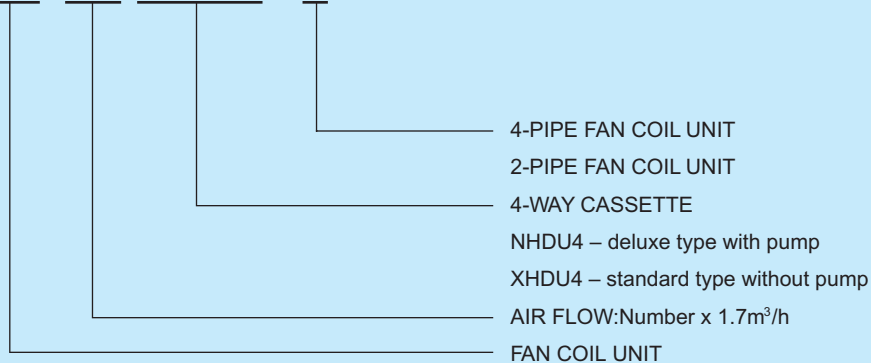 4-PIPE FAN COIL UNIT
2-PIPE FAN COIL UNIT
4-WAY CASSETTE
NHDU4 – deluxe type with pump
XHDU4 – standard type without pump
AIR FLOW:Number x 1.7m³/h
FAN COIL UNIT